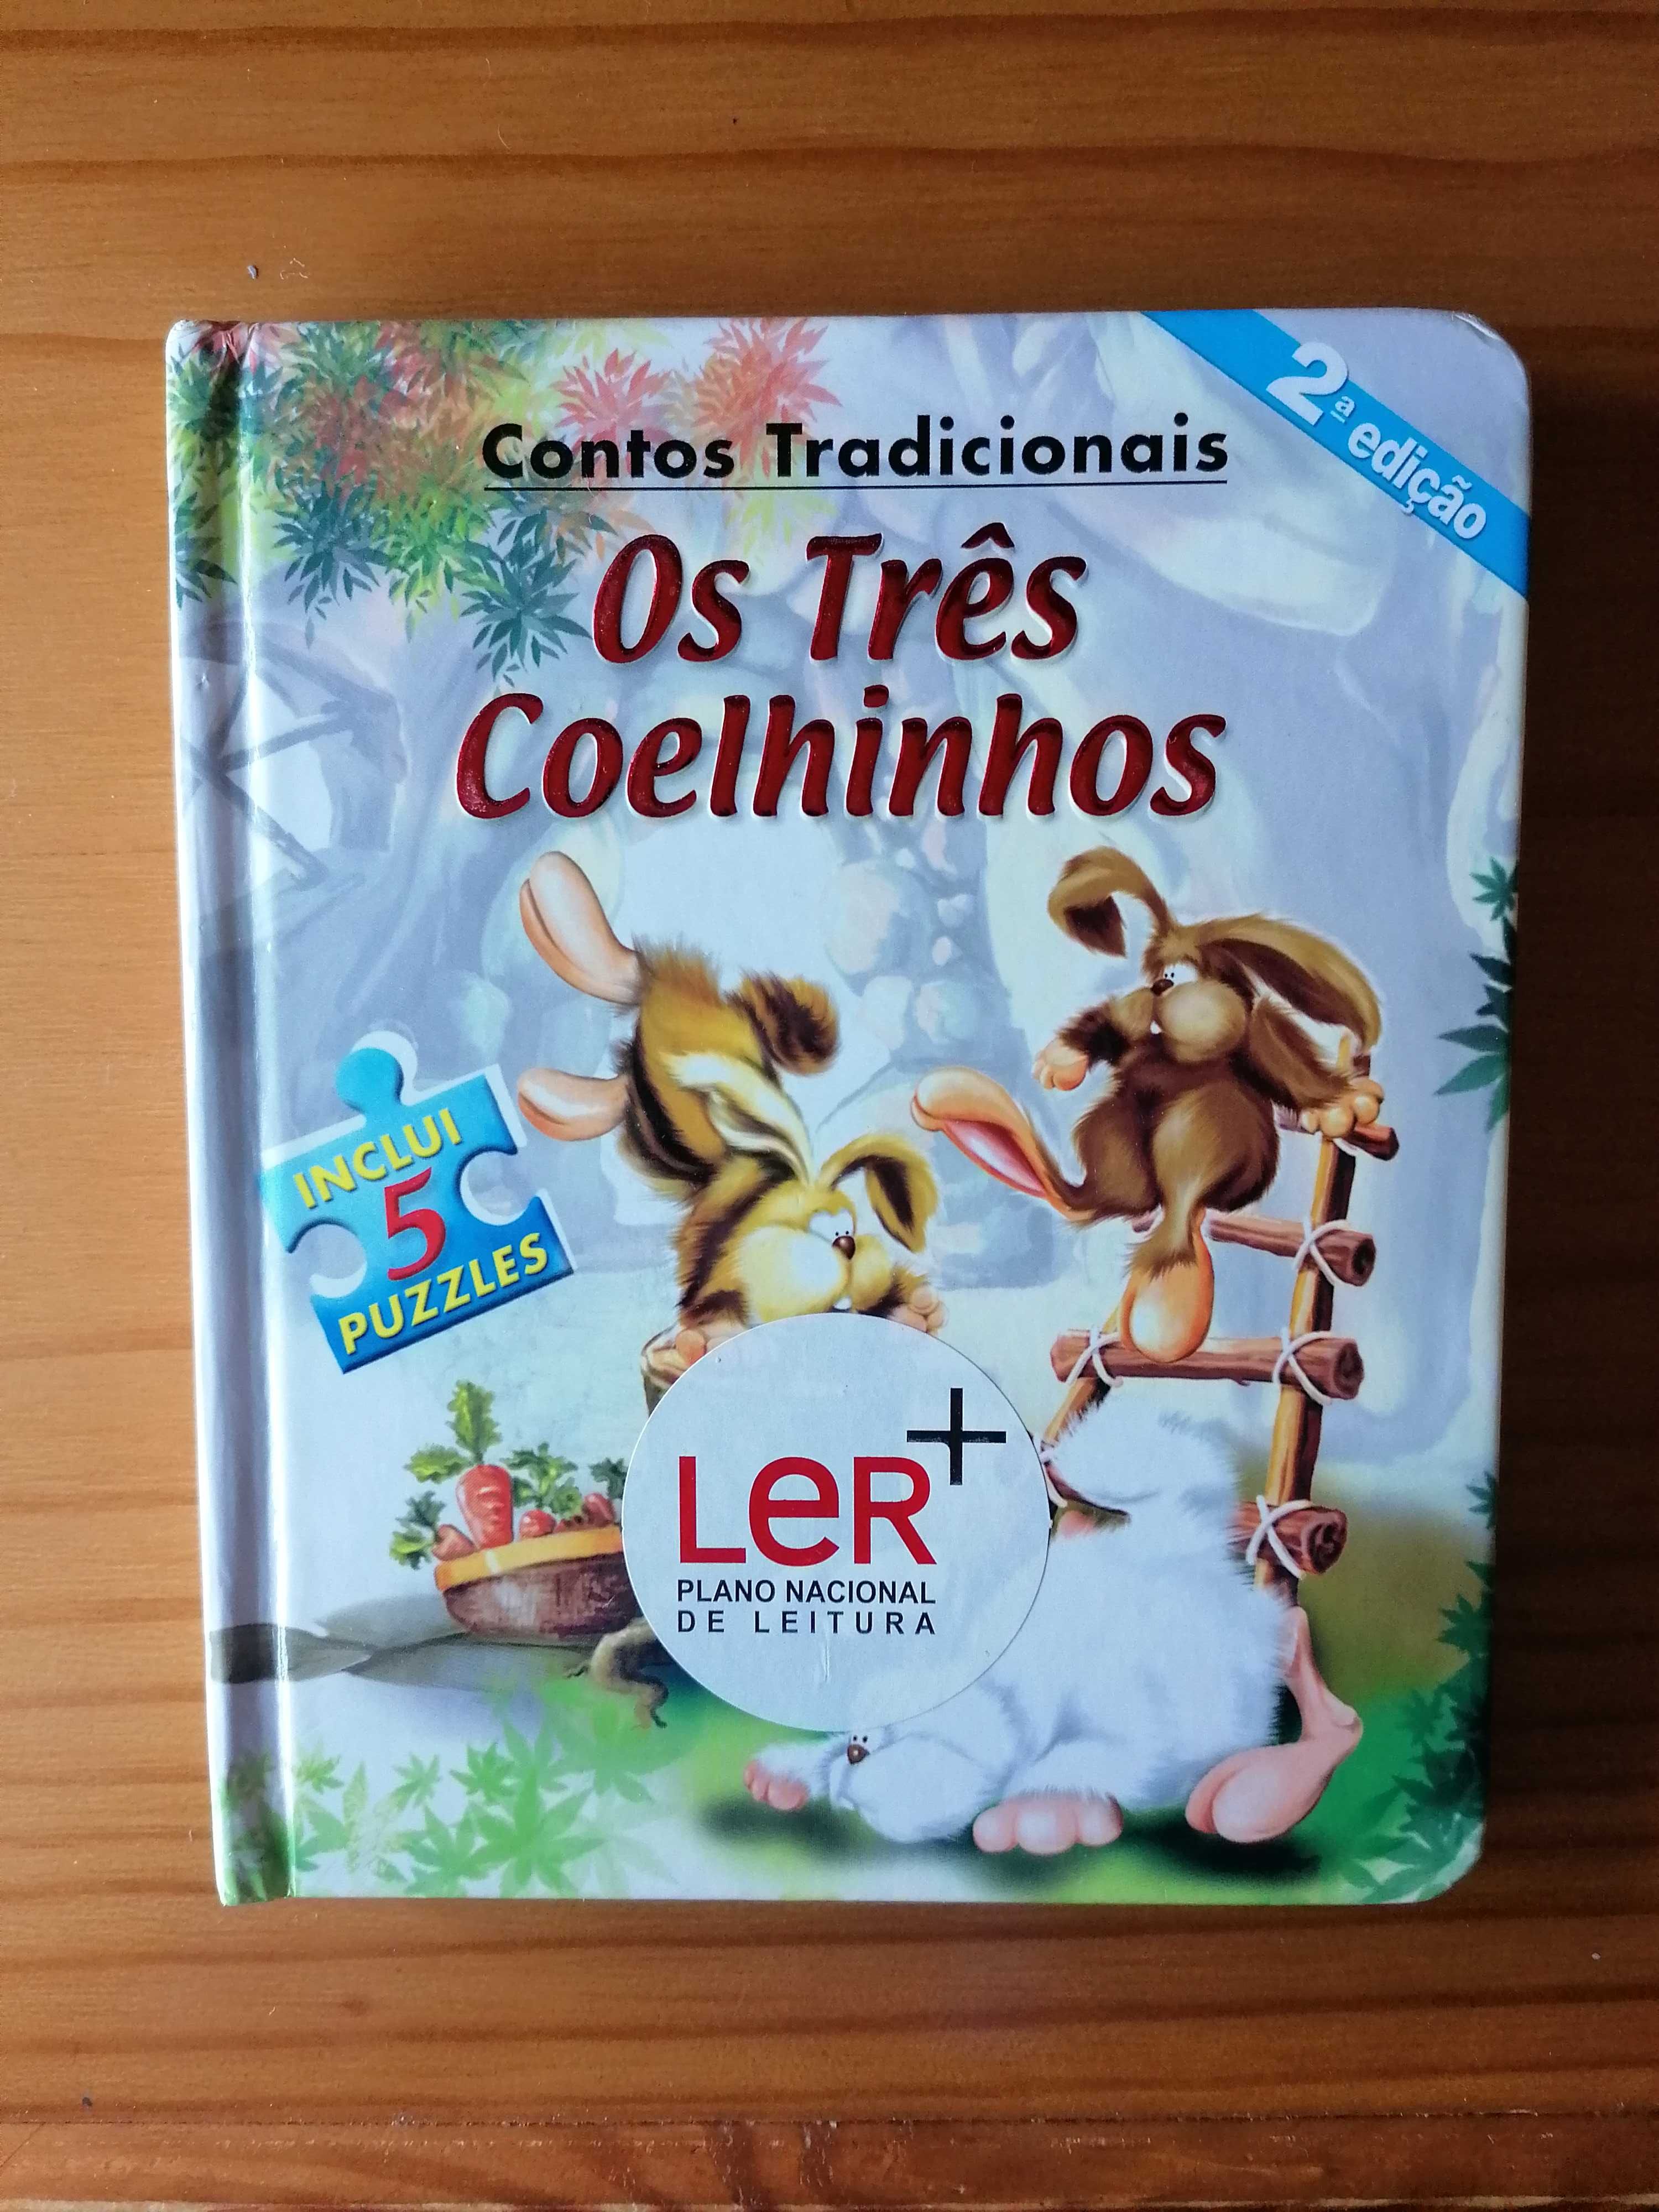 Contos Tradicionais
2ª edição
Os Três
Coelhinhos
INCLUI
5
PUZZLES
LeR+
PLANO NACIONAL
DE LEITURA